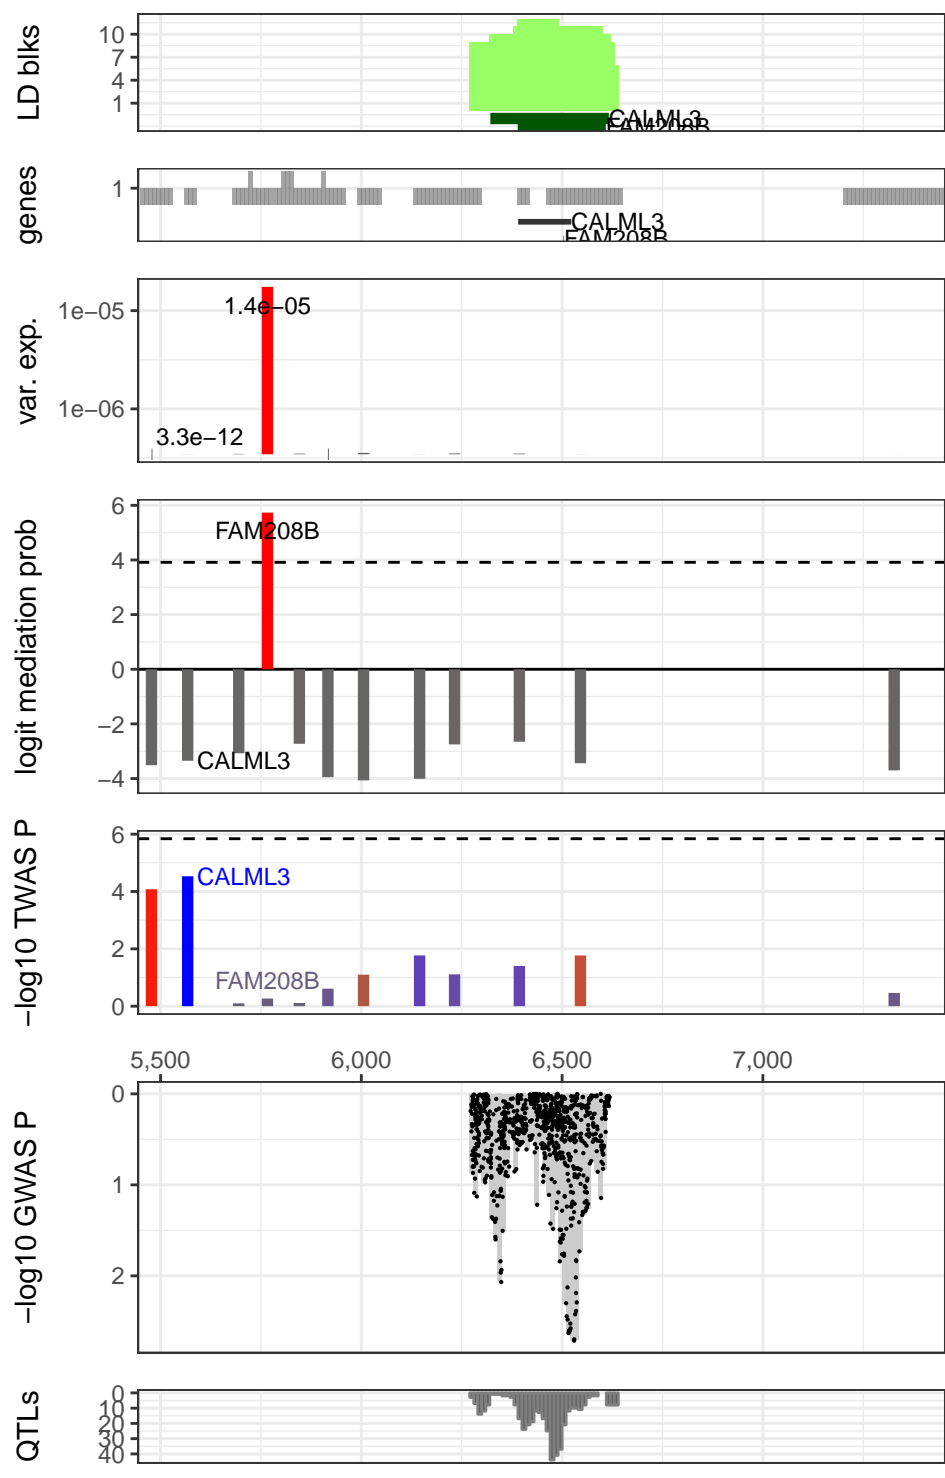 LD blks
10
7
4
1
CALML3
FAM208B
genes
1
CALML3
FAM208B
var. exp.
1e−05
1e−06
1.4e−05
3.3e−12
logit mediation prob
6
4
2
0
−2
−4
FAM208B
CALML3
−log10 TWAS P
6
4
2
0
CALML3
FAM208B
5,500 6,000 6,500 7,000
−log10 GWAS P
0
1
2
QTLs
0
10
20
30
40